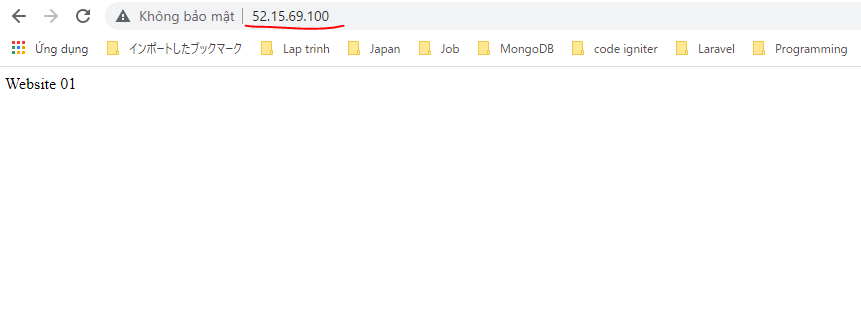 Không bảo mật | 52.15.69.100
Ứng dụng インポートしたブックマーク Lap trinh Japan Job MongoDB code igniter Laravel Programming
Website 01